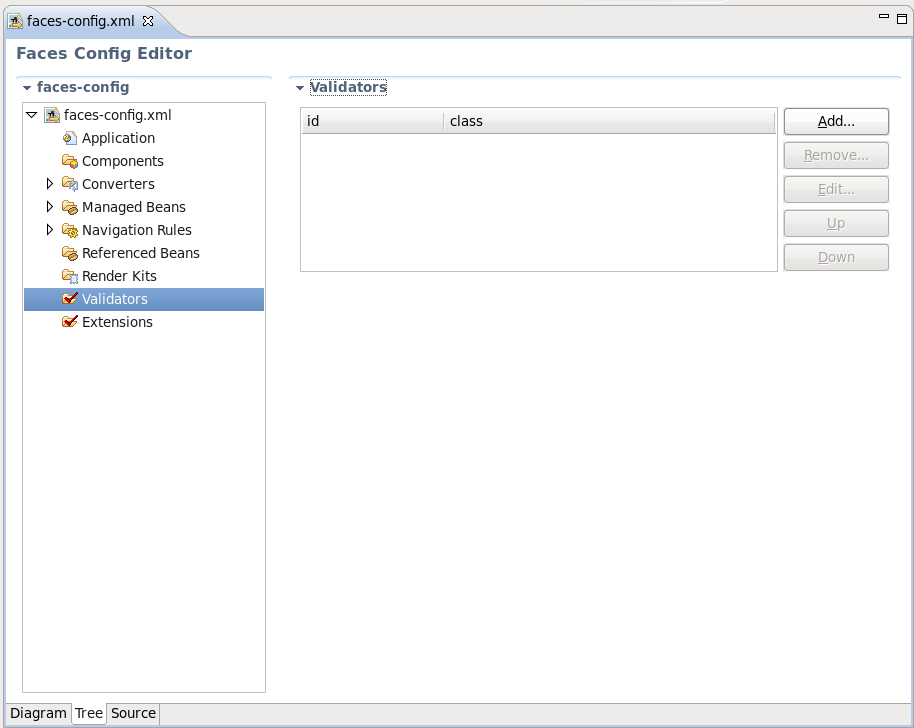 faces-config.xml
Faces Config Editor
faces-config
faces-config.xml
Application
Components
Converters
Managed Beans
Navigation Rules
Referenced Beans
Render Kits
Validators
Extensions
Validators
id class
Add...
Remove...
Edit...
Up
Down
Diagram Tree Source